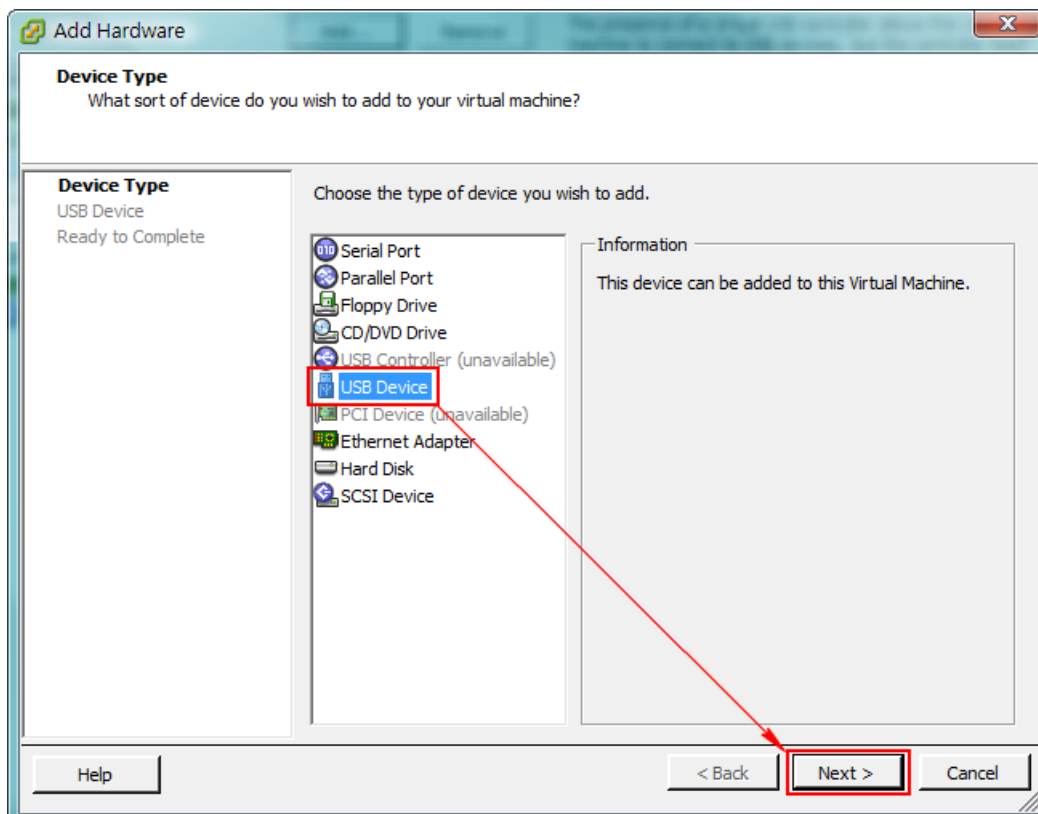 Add Hardware
Device Type
What sort of device do you wish to add to your virtual machine?
Device Type
USB Device
Ready to Complete
Choose the type of device you wish to add.
Serial Port
Parallel Port
Floppy Drive
CD/DVD Drive
USB Controller (unavailable)
USB Device
PCI Device (unavailable)
Ethernet Adapter
Hard Disk
SCSI Device
Information
This device can be added to this Virtual Machine.
Help
< Back
Next >
Cancel